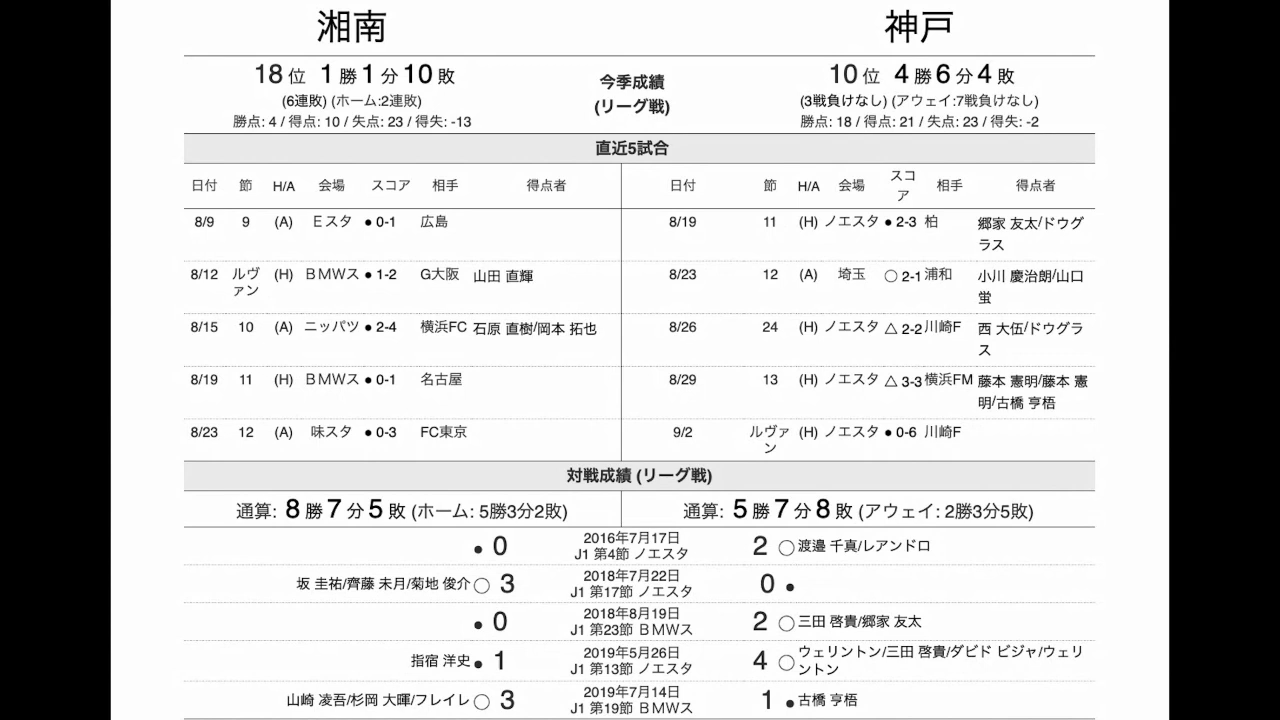 湘南 神戸
18位 1勝1分10敗 今季成績 10位 4勝6分4敗
(6連敗) (ホーム:2連敗) (リーグ戦) (3戦負けなし) (アウェイ:7戦負けなし)
勝点: 4 / 得点: 10 / 失点: 23 / 得失: -13 勝点: 18 / 得点: 21 / 失点: 23 / 得失: -2
直近5試合
日付 節 H/A 会場 スコア 相手 得点者 日付 節 H/A 会場 スコ 相手 得点者
ア
8/9 9 (A) Eスタ ● 0-1 広島 8/19 11 (H) ノエスタ ● 2-3 柏 郷家 友太/ドウグ
ラス
8/12 ルヴ (H) BMWス ● 1-2 G大阪 山田 直輝 8/23 12 (A) 埼玉 ○ 2-1 浦和 小川 慶治朗/山口
ァン 蛍
8/15 10 (A) ニッパツ ● 2-4 横浜FC 石原 直樹/岡本 拓也 8/26 24 (H) ノエスタ △ 2-2 川崎F 西 大伍/ドウグラ
ス
8/19 11 (H) BMWス ● 0-1 名古屋 8/29 13 (H) ノエスタ △ 3-3 横浜FM 藤本 憲明/藤本 憲
明/古橋 亨梧
8/23 12 (A) 味スタ ● 0-3 FC東京 9/2 ルヴァ (H) ノエスタ ● 0-6 川崎F
ン
対戦成績 (リーグ戦)
通算: 8勝7分5敗 (ホーム: 5勝3分2敗) 通算: 5勝7分8敗 (アウェイ: 2勝3分5敗)
● 0 2016年7月17日 2 ○ 渡邉 千真/レアンドロ
J1 第4節 ノエスタ
坂 圭祐/齊藤 未月/菊地 俊介 ○ 3 2018年7月22日 0 ●
J1 第17節 ノエスタ
● 0 2018年8月19日 2 ○ 三田 啓貴/郷家 友太
J1 第23節 BMWス
指宿 洋史 ● 1 2019年5月26日 4 ○ ウェリントン/三田 啓貴/ダビド ビジャ/ウェリ
J1 第13節 ノエスタ ントン
山崎 凌吾/杉岡 大暉/フレイレ ○ 3 2019年7月14日 1 ● 古橋 亨梧
J1 第19節 BMWス